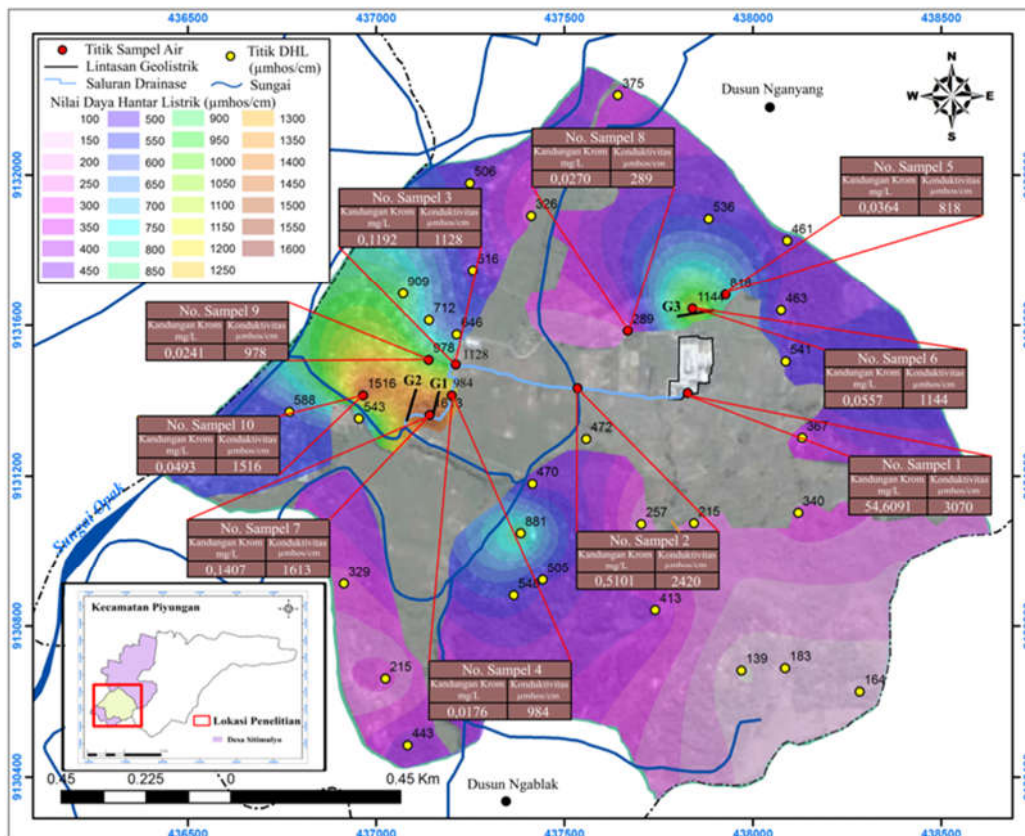 436500 437000 437500 438000 438500
Titik Sampel Air
Titik DHL
(µmhos/cm)
Lintasan Geolistrik
Saluran Drainase
Sungai
Nilai Daya Hantar Listrik (µmhos/cm)
100 500 900 1300
150 550 950 1350
200 600 1000 1400
250 650 1050 1450
300 700 1100 1500
350 750 1150 1550
400 800 1200 1600
450 850 1250
375
Dusun Nganyang
N
W E
S
9132000
9131600
9131200
9130800
9130400
No. Sampel 8
Kandungan Krom Konduktivitas
mg/L µmhos/cm
0,0270 289
No. Sampel 5
Kandungan Krom Konduktivitas
mg/L µmhos/cm
0,0364 818
No. Sampel 3
Kandungan Krom Konduktivitas
mg/L µmhos/cm
0,1192 1128
506
326
536
461
516
909
712
646
818
1144
G3
463
289
541
No. Sampel 9
Kandungan Krom Konduktivitas
mg/L µmhos/cm
0,0241 978
978
1128
No. Sampel 6
Kandungan Krom Konduktivitas
mg/L µmhos/cm
0,0557 1144
G2 G1
1516
984
588
543
472
367
No. Sampel 10
Kandungan Krom Konduktivitas
mg/L µmhos/cm
0,0493 1516
No. Sampel 1
Kandungan Krom Konduktivitas
mg/L µmhos/cm
54,6091 3070
Sungai Opak
470
881
257
215
340
No. Sampel 7
Kandungan Krom Konduktivitas
mg/L µmhos/cm
0,1407 1613
No. Sampel 2
Kandungan Krom Konduktivitas
mg/L µmhos/cm
0,5101 2420
329
505
413
139
183
164
215
443
No. Sampel 4
Kandungan Krom Konduktivitas
mg/L µmhos/cm
0,0176 984
Kecamatan Piyungan
Lokasi Penelitian
Desa Sitimulyo
0.45 0.225 0 0.45 Km
Dusun Ngablak
436500 437000 437500 438000 438500